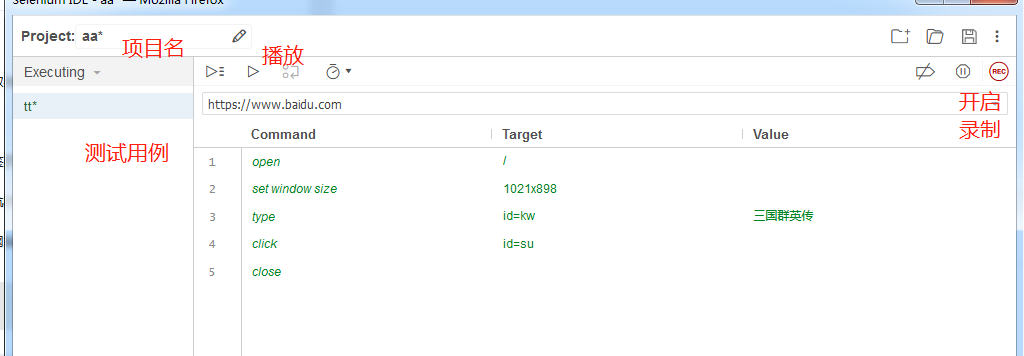 Selenium IDE - aa* — Mozilla Firefox
Project: aa*
项目名
Executing
播放
REC
tt*
https://www.baidu.com
开启
录制
测试用例
Command Target Value
1 open /
2 set window size 1021x898
3 type id=kw 三国群英传
4 click id=su
5 close